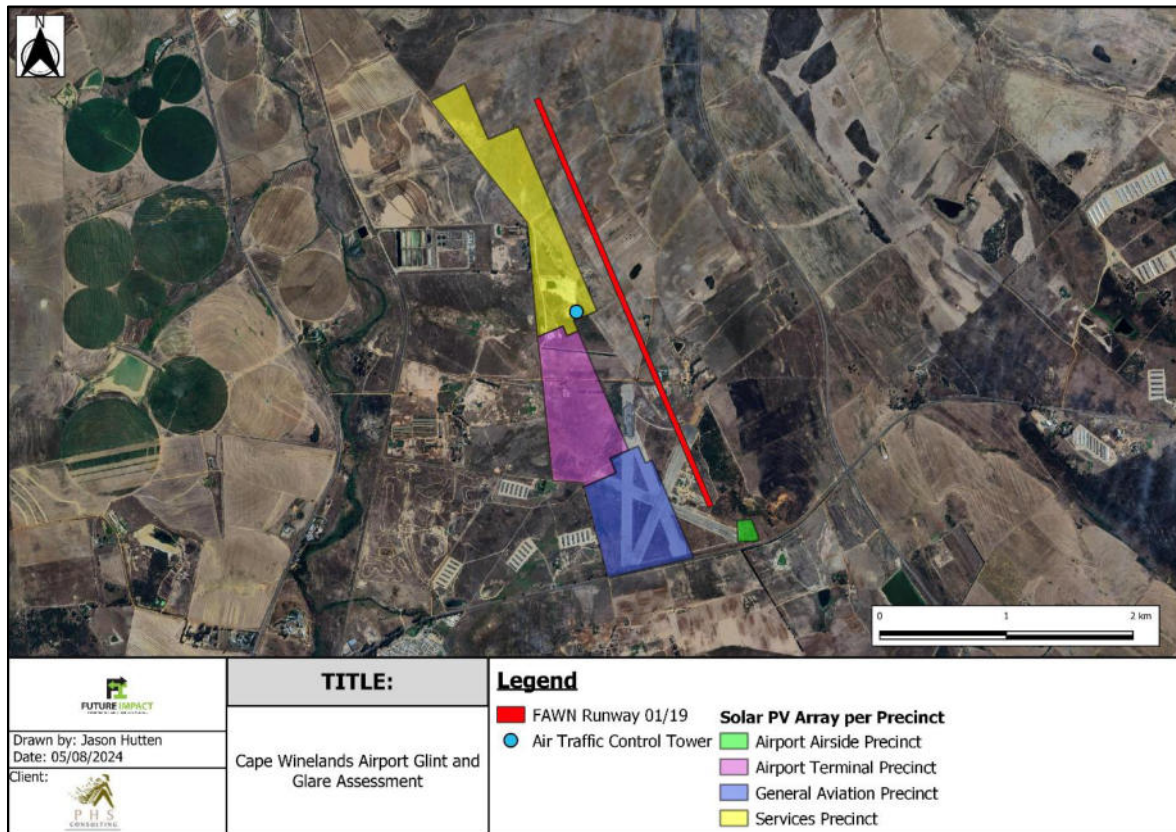 N
0 1 2 km
FUTURE IMPACT
Drawn by: Jason Hutten
Date: 05/08/2024
Client:
PHS
CONSULTING
TITLE:
Cape Winelands Airport Glint and
Glare Assessment
Legend
FAWN Runway 01/19
Air Traffic Control Tower
Solar PV Array per Precinct
Airport Airside Precinct
Airport Terminal Precinct
General Aviation Precinct
Services Precinct